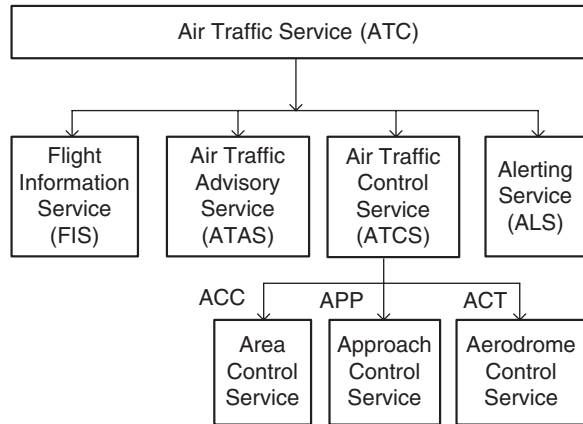 Air Traffic Service (ATC)
Flight
Information
Service
(FIS)
Air Traffic
Advisory
Service
(ATAS)
Air Traffic
Control
Service
(ATCS)
Alerting
Service
(ALS)
ACC
APP
ACT
Area
Control
Service
Approach
Control
Service
Aerodrome
Control
Service